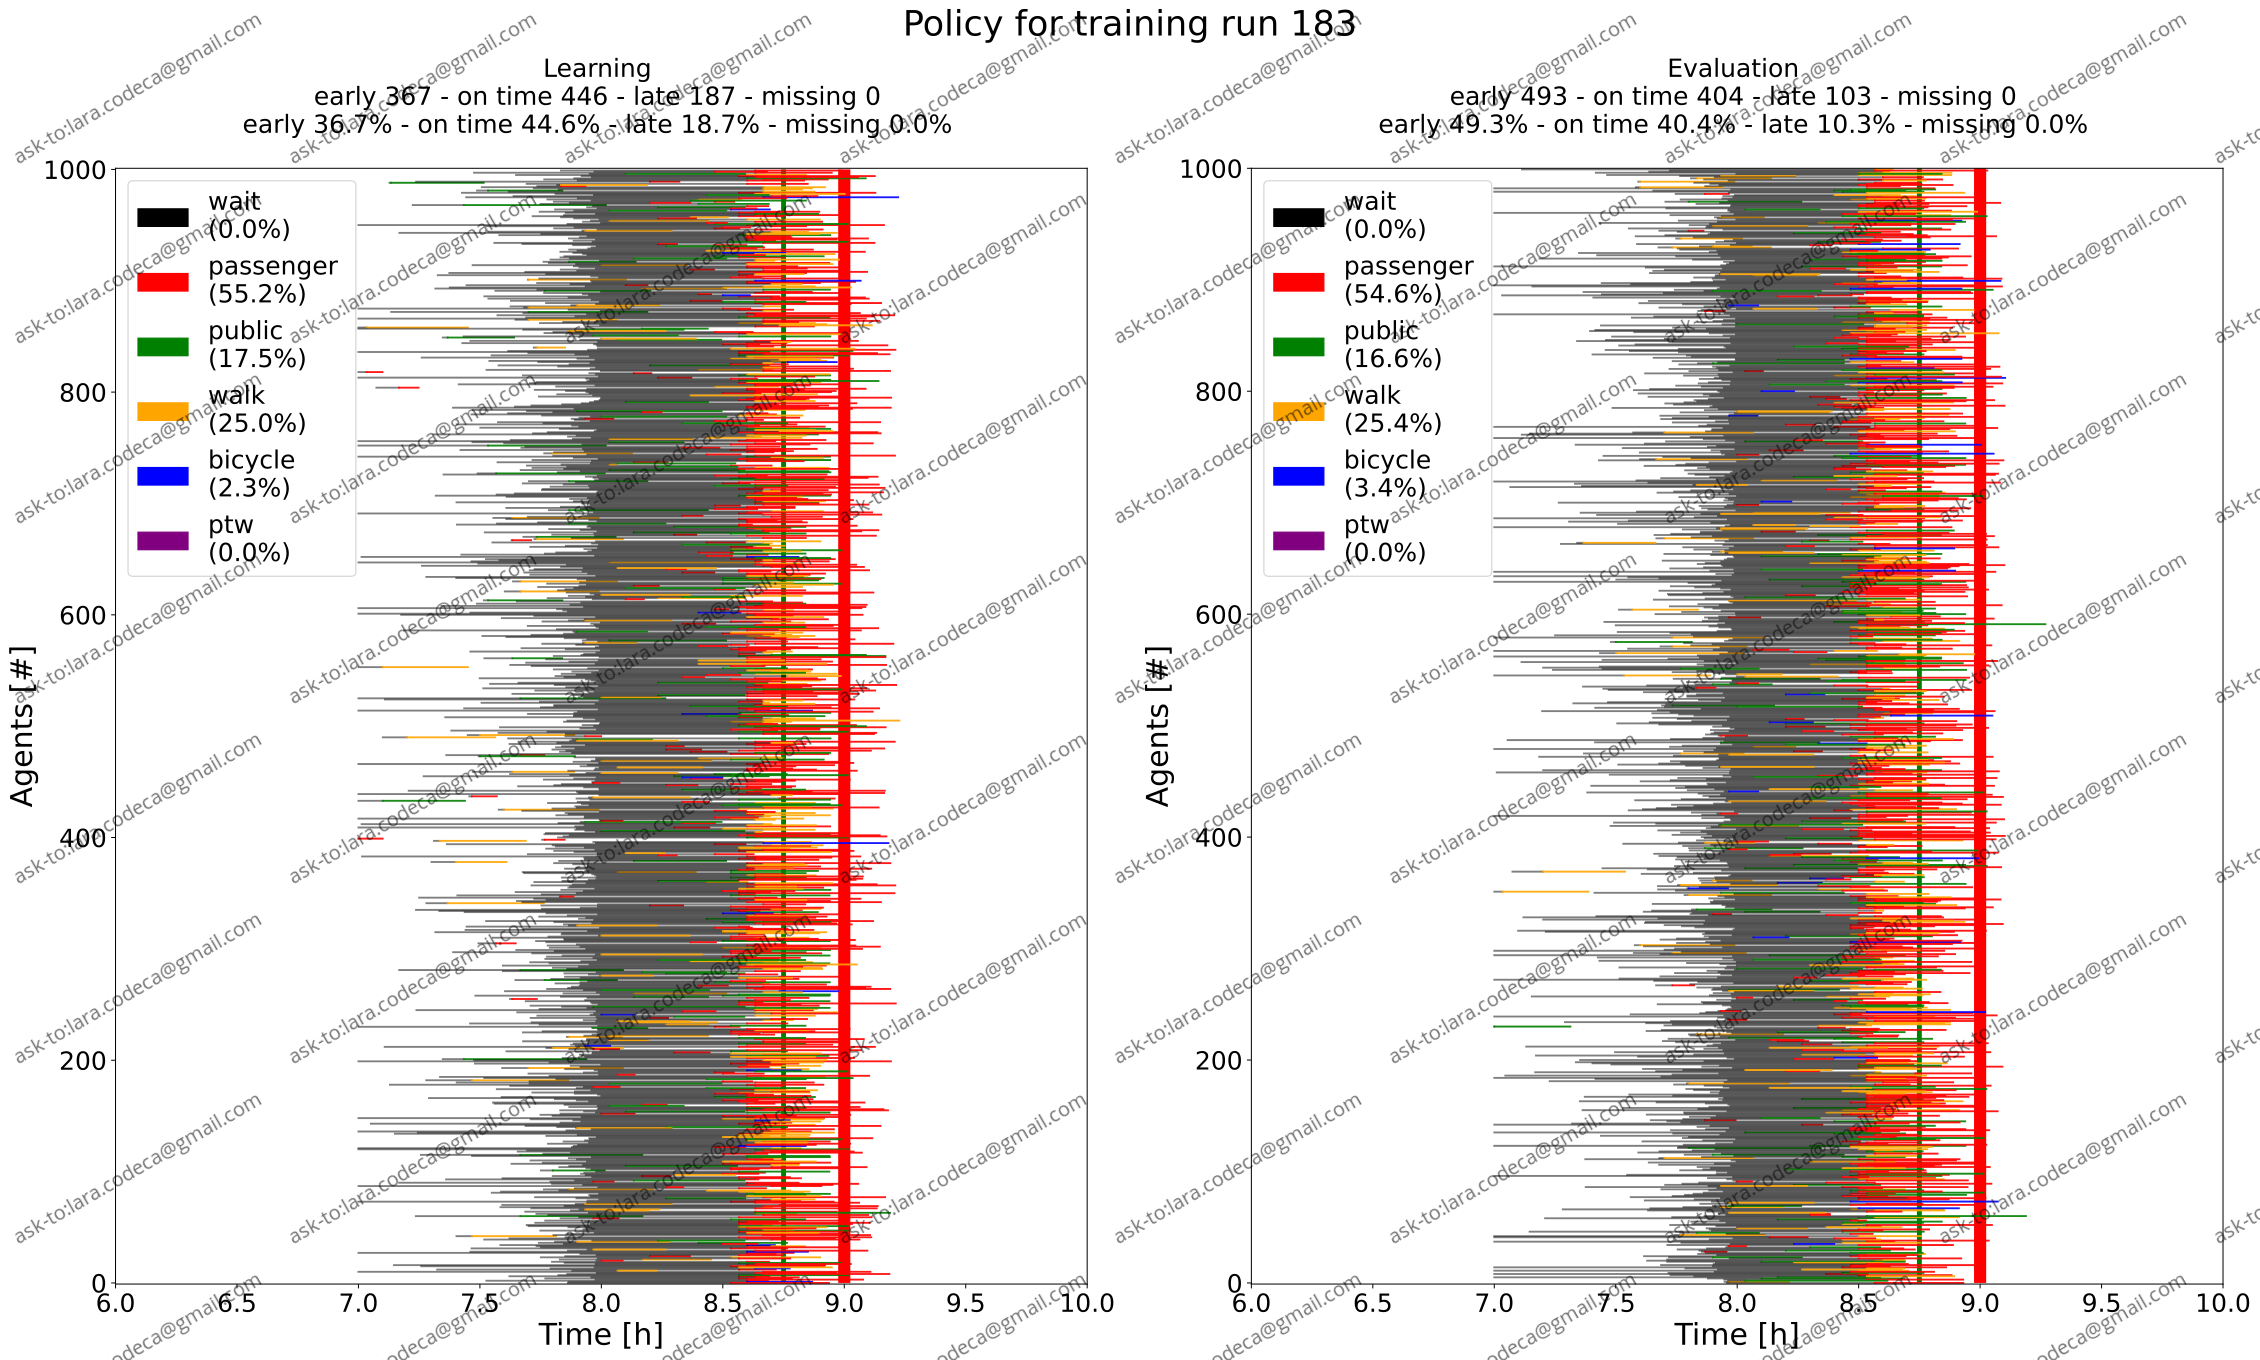 Policy for training run 183
Learning
early 367 - on time 446 - late 187 - missing 0
early 36.7% - on time 44.6% - late 18.7% - missing 0.0%
1000
800
600
400
200
0
Agents [#]
wait
(0.0%)
passenger
(55.2%)
public
(17.5%)
walk
(25.0%)
bicycle
(2.3%)
ptw
(0.0%)
6.0 6.5 7.0 7.5 8.0 8.5 9.0 9.5 10.0
Time [h]
Evaluation
early 493 - on time 404 - late 103 - missing 0
early 49.3% - on time 40.4% - late 10.3% - missing 0.0%
1000
800
600
400
200
0
Agents [#]
wait
(0.0%)
passenger
(54.6%)
public
(16.6%)
walk
(25.4%)
bicycle
(3.4%)
ptw
(0.0%)
6.0 6.5 7.0 7.5 8.0 8.5 9.0 9.5 10.0
Time [h]
ask-to:lara.codeca@gmail.com